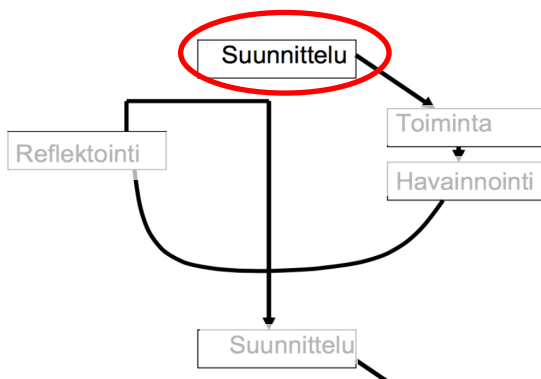 Suunnittelu
Toiminta
Reflektointi
Havainnointi
Suunnittelu